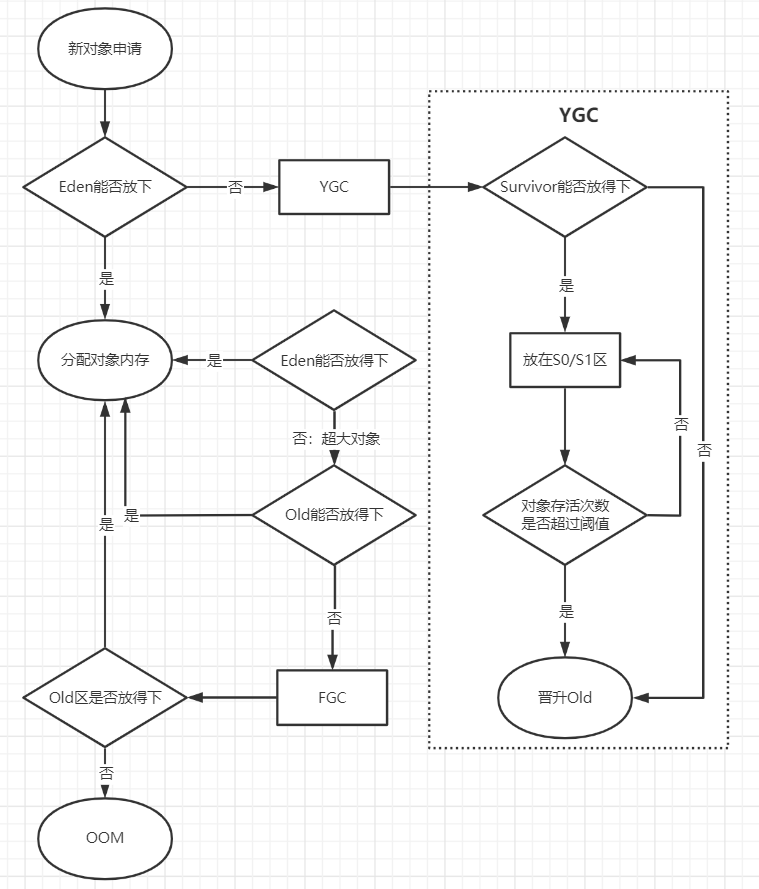 新对象申请
YGC
Eden能否放下
否
YGC
Survivor能否放得下
是
是
分配对象内存
是
Eden能否放得下
放在S0/S1区
否：超大对象
否
否
Old能否放得下
是
是
对象存活次数
是否超过阈值
否
是
Old区是否放得下
FGC
晋升Old
否
OOM